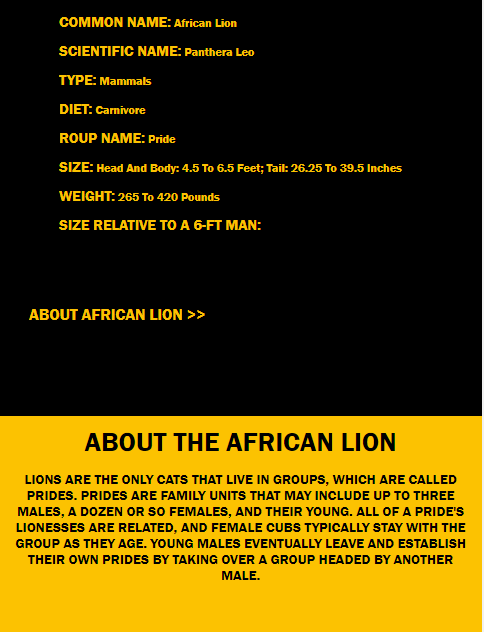 COMMON NAME: African Lion
SCIENTIFIC NAME: Panthera Leo
TYPE: Mammals
DIET: Carnivore
ROUP NAME: Pride
SIZE: Head And Body: 4.5 To 6.5 Feet; Tail: 26.25 To 39.5 Inches
WEIGHT: 265 To 420 Pounds
SIZE RELATIVE TO A 6-FT MAN:
ABOUT AFRICAN LION >>
ABOUT THE AFRICAN LION
LIONS ARE THE ONLY CATS THAT LIVE IN GROUPS, WHICH ARE CALLED
PRIDES. PRIDES ARE FAMILY UNITS THAT MAY INCLUDE UP TO THREE
MALES, A DOZEN OR SO FEMALES, AND THEIR YOUNG. ALL OF A PRIDE'S
LIONESSES ARE RELATED, AND FEMALE CUBS TYPICALLY STAY WITH THE
GROUP AS THEY AGE. YOUNG MALES EVENTUALLY LEAVE AND ESTABLISH
THEIR OWN PRIDES BY TAKING OVER A GROUP HEADED BY ANOTHER
MALE.